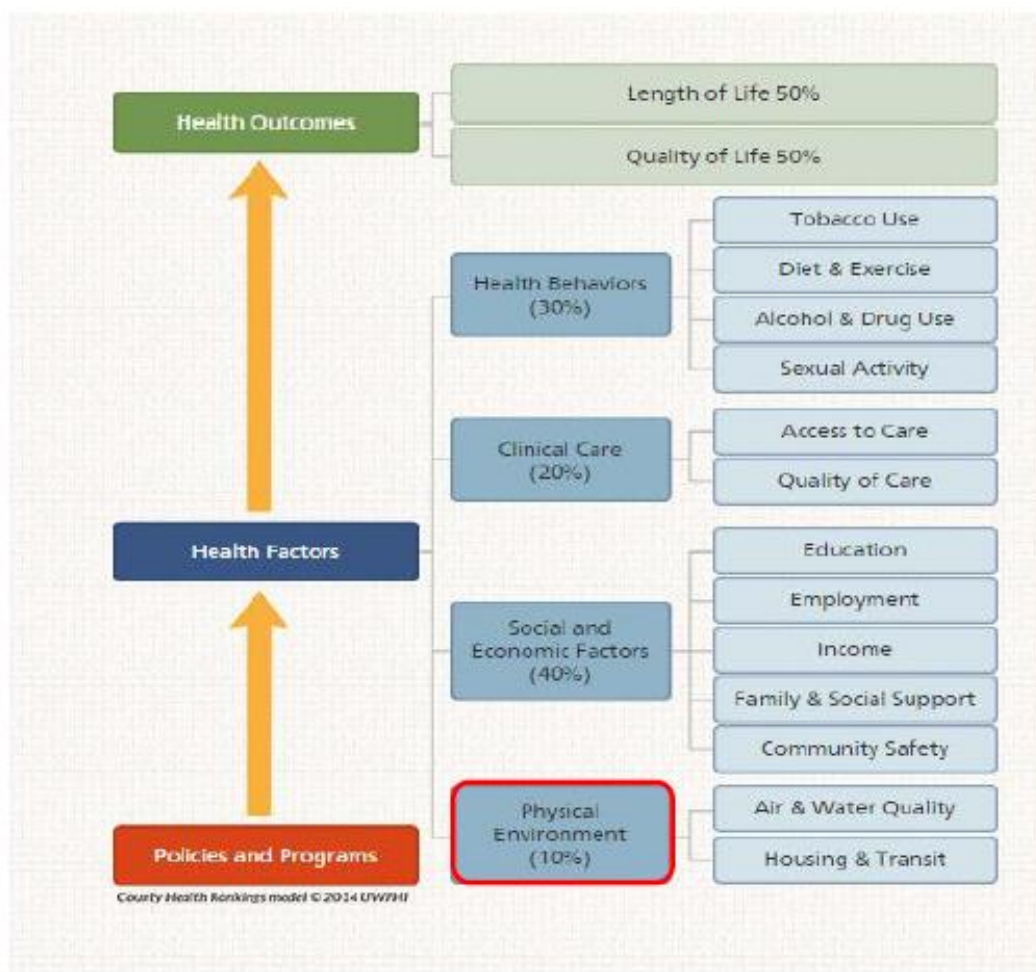 Health Outcomes
Length of Life 50%
Quality of Life 50%
Health Behaviors
(30%)
Tobacco Use
Diet & Exercise
Alcohol & Drug Use
Sexual Activity
Clinical Care
(20%)
Access to Care
Quality of Care
Health Factors
Social and
Economic Factors
(40%)
Education
Employment
Income
Family & Social Support
Community Safety
Physical
Environment
(10%)
Air & Water Quality
Housing & Transit
Policies and Programs
County Health Rankings model © 2014 UWPHI